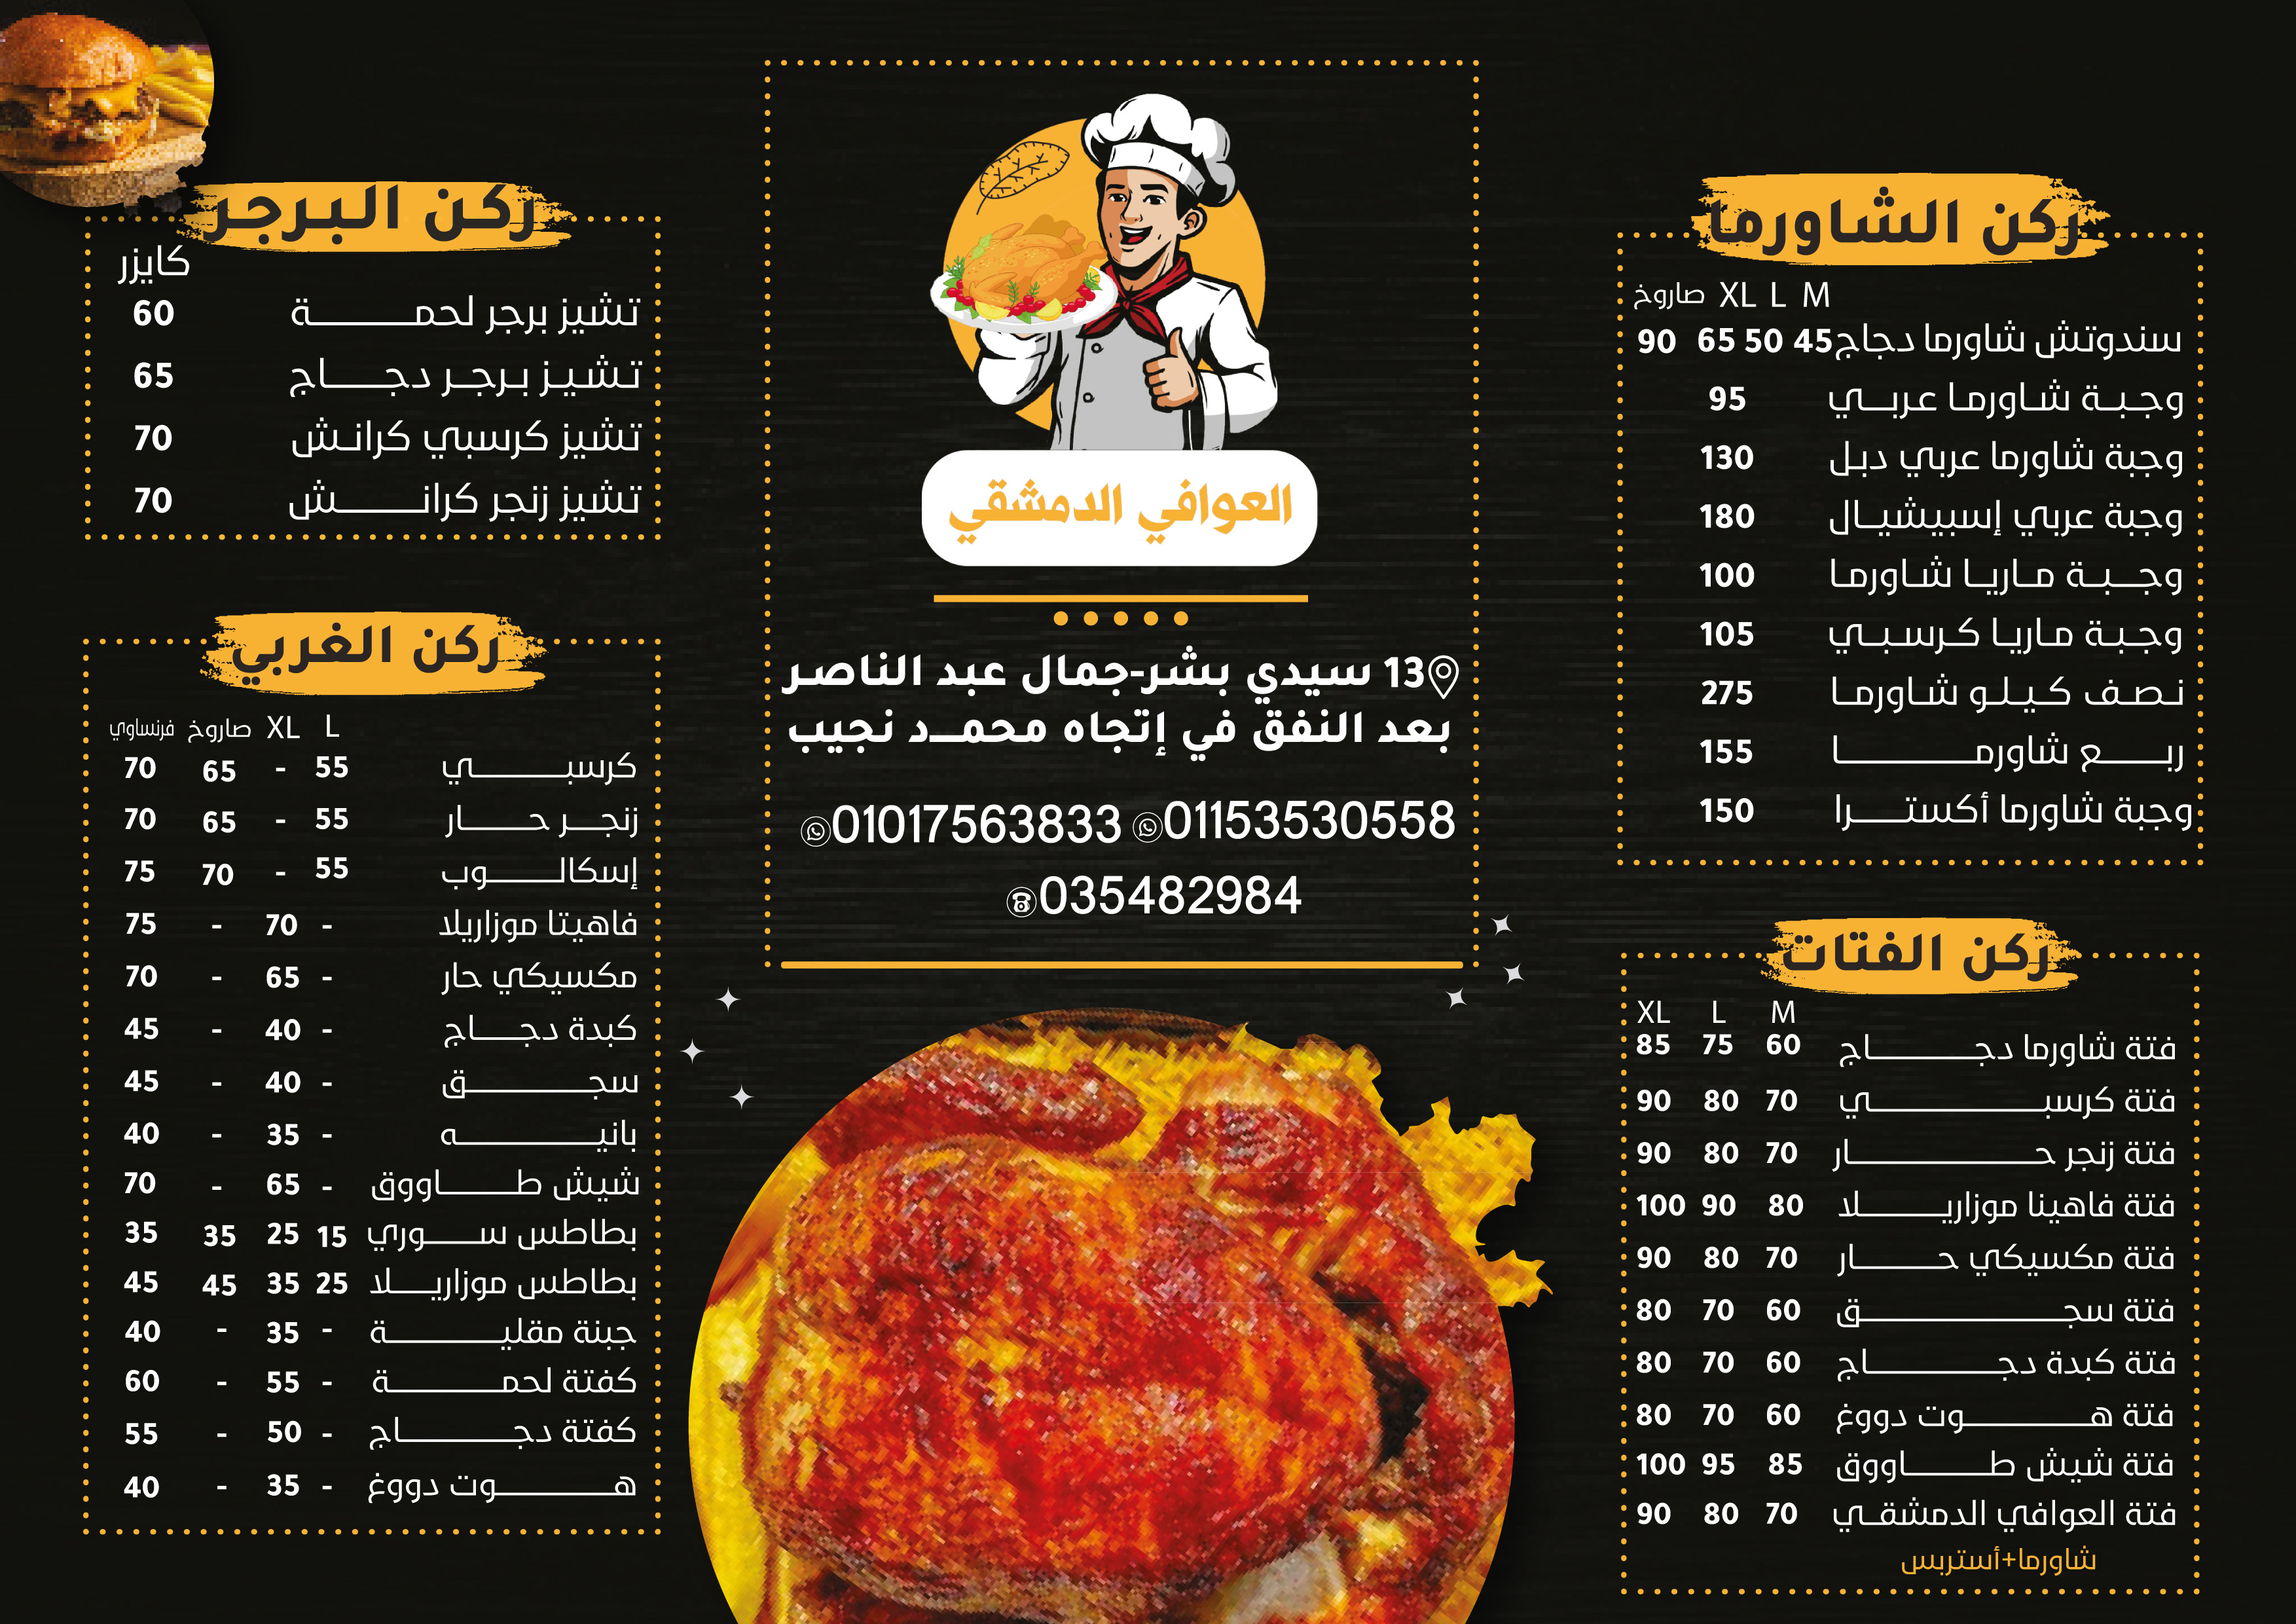 ركن الشاورما
M L XL صاروخ
سندوتش شاورما دجاج 45 50 65 90
وجبة شاورما عربي 95
وجبة شاورما عربي دبل 130
وجبة عربي إسبيشيال 180
وجبة ماريا شاورما 100
وجبة ماريا كرسبي 105
نصف كيلو شاورما 275
ربع شاورما 155
وجبة شاورما أكسترا 150
ركن الفتات
M L XL
فتة شاورما دجاج 60 75 85
فتة كرسبي 70 80 90
فتة زنجر حار 70 80 90
فتة فاهينا موزاريلا 80 90 100
فتة مكسيكي حار 70 80 90
فتة سجق 60 70 80
فتة كبدة دجاج 60 70 80
فتة هوت دووغ 60 70 80
فتة شيش طاووق 85 95 100
فتة العوافي الدمشقي 70 80 90
شاورما+أستربس
العوافي الدمشقي
13 سيدي بشر-جمال عبد الناصر
بعد النفق في إتجاه محمد نجيب
01017563833 01153530558
035482984
ركن البرجر
كايزر
تشيز برجر لحمة 60
تشيز برجر دجاج 65
تشيز كرسبي كرانش 70
تشيز زنجر كرانش 70
ركن الغربي
L XL صاروخ فرنساوي
كرسبي 55 - 65 70
زنجر حار 55 - 65 70
إسكالوب 55 - 70 75
فاهيتا موزاريلا - 70 - 75
مكسيكي حار - 65 - 70
كبدة دجاج - 40 - 45
سجق - 40 - 45
بانيه - 35 - 40
شيش طاووق - 65 - 70
بطاطس سوري 15 25 35 35
بطاطس موزاريلا 25 35 45 45
جبنة مقلية - 35 - 40
كفتة لحمة - 55 - 60
كفتة دجاج - 50 - 55
هوت دووغ - 35 - 40